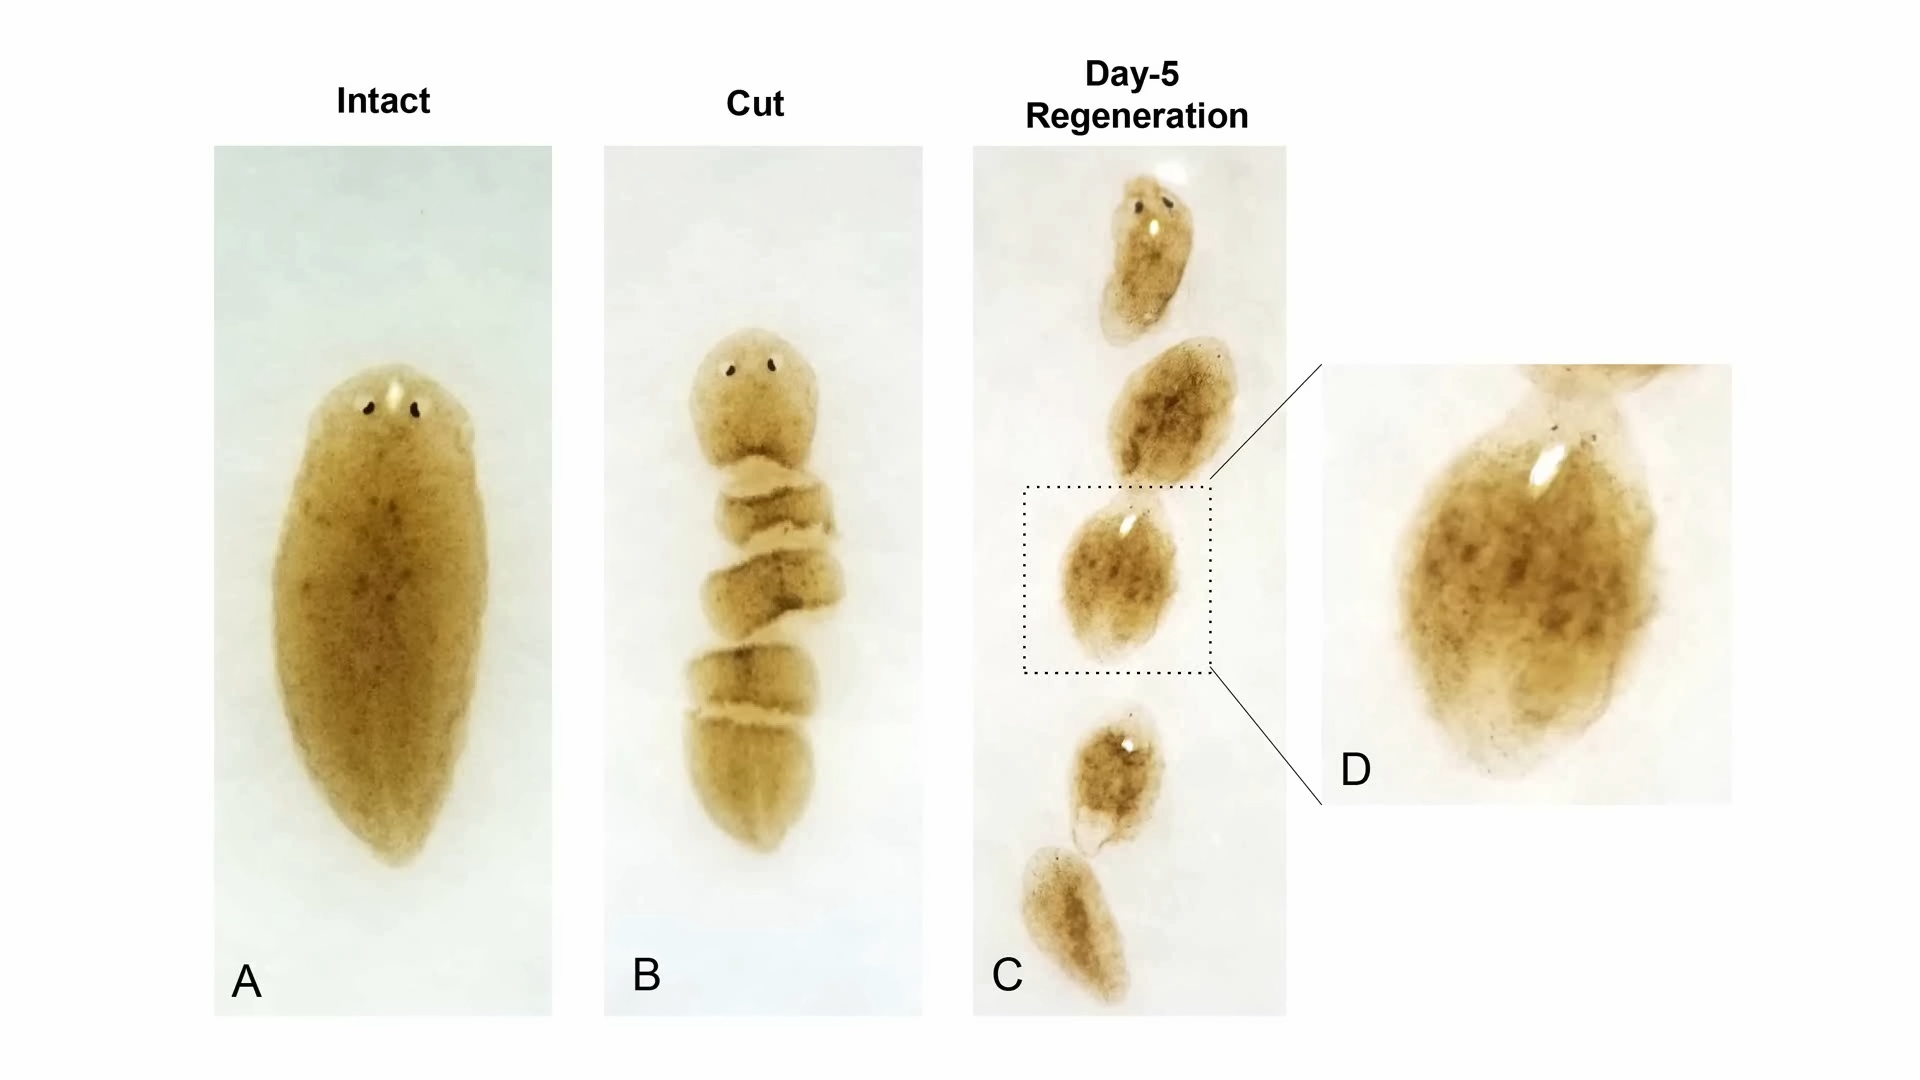 Intact
Cut
Day-5
Regeneration
A
B
C
D